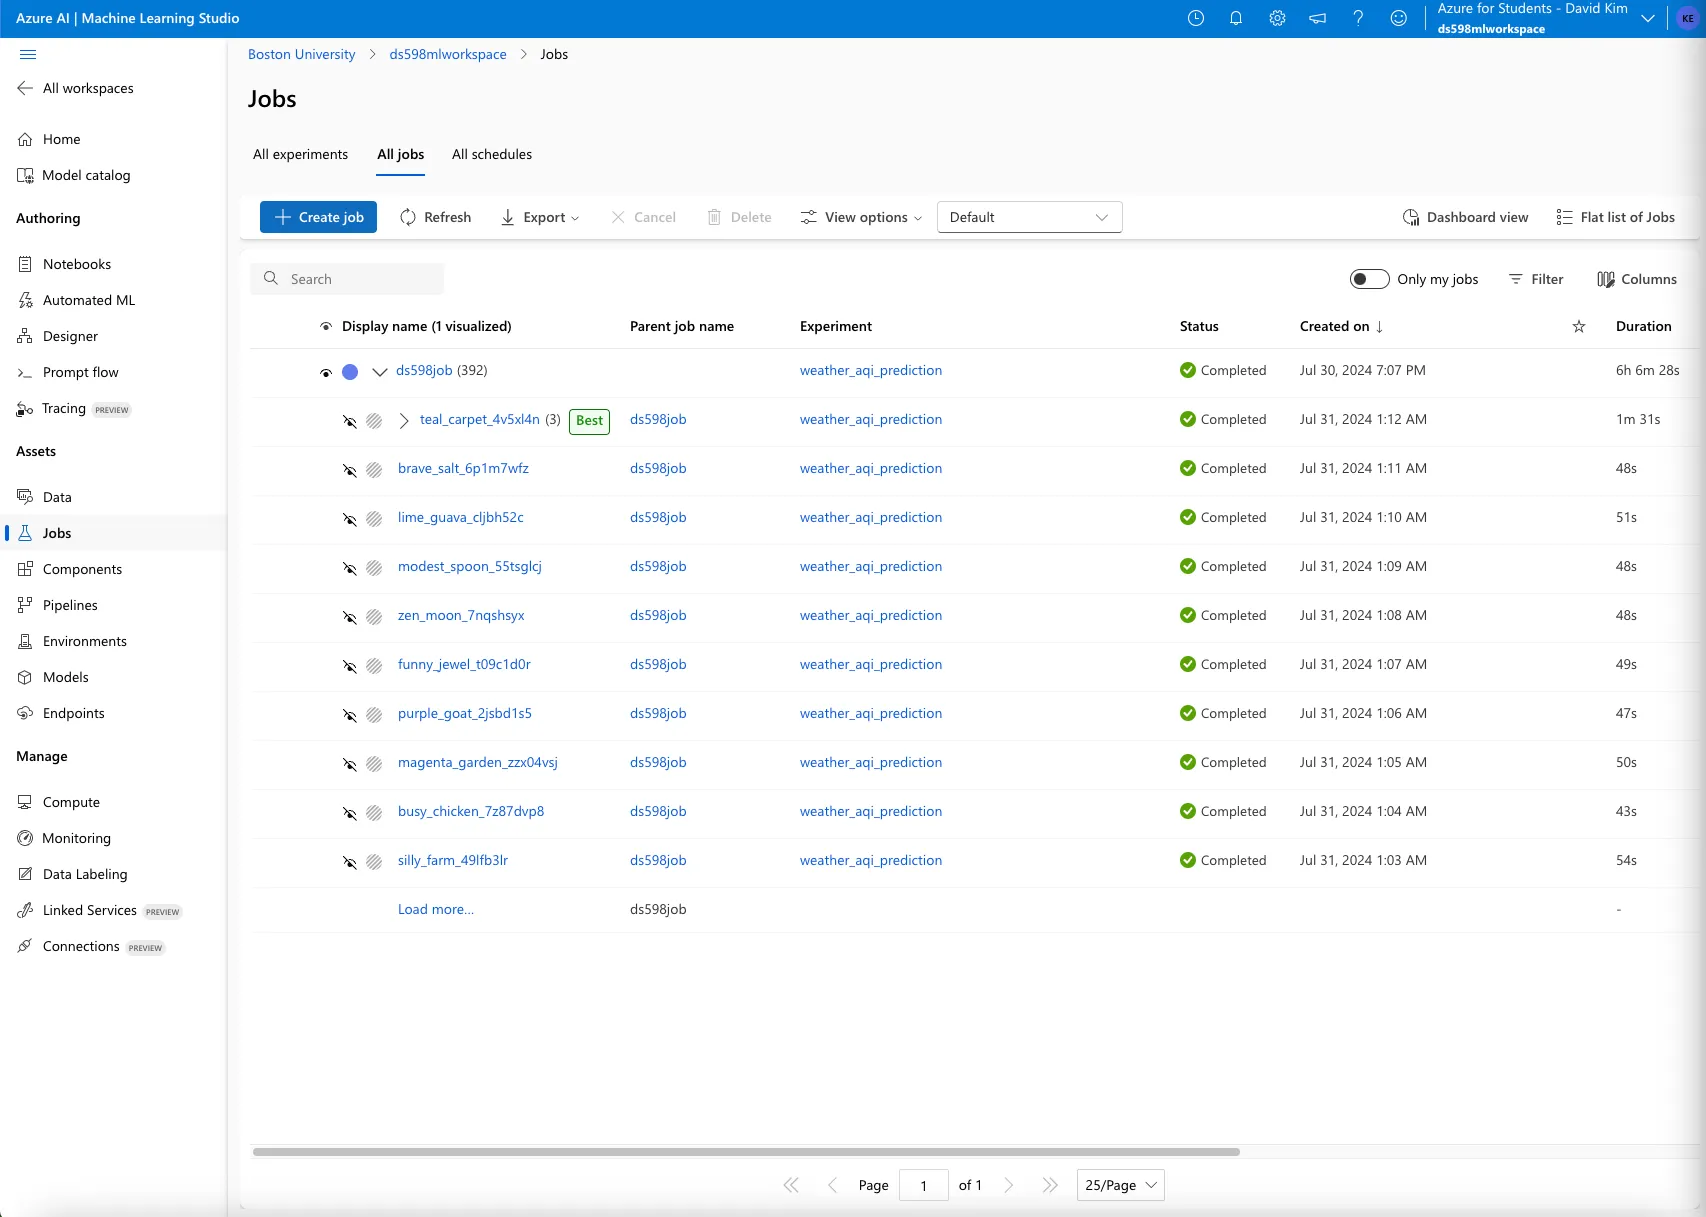 Azure AI | Machine Learning Studio
Azure for Students - David Kim
ds598mlworkspace
KE
All workspaces
Home
Model catalog
Authoring
Notebooks
Automated ML
Designer
Prompt flow
Tracing PREVIEW
Assets
Data
Jobs
Components
Pipelines
Environments
Models
Endpoints
Manage
Compute
Monitoring
Data Labeling
Linked Services PREVIEW
Connections PREVIEW
Boston University > ds598mlworkspace > Jobs
Jobs
All experiments All jobs All schedules
Create job Refresh Export Cancel Delete View options Default Dashboard view Flat list of Jobs
Search Only my jobs Filter Columns
Display name (1 visualized) Parent job name Experiment Status Created on ↓ Duration
ds598job (392) weather_aqi_prediction Completed Jul 30, 2024 7:07 PM 6h 6m 28s
teal_carpet_4v5xl4n (3) Best ds598job weather_aqi_prediction Completed Jul 31, 2024 1:12 AM 1m 31s
brave_salt_6p1m7wfz ds598job weather_aqi_prediction Completed Jul 31, 2024 1:11 AM 48s
lime_guava_cljbh52c ds598job weather_aqi_prediction Completed Jul 31, 2024 1:10 AM 51s
modest_spoon_55tsglcj ds598job weather_aqi_prediction Completed Jul 31, 2024 1:09 AM 48s
zen_moon_7nqshsyx ds598job weather_aqi_prediction Completed Jul 31, 2024 1:08 AM 48s
funny_jewel_t09c1d0r ds598job weather_aqi_prediction Completed Jul 31, 2024 1:07 AM 49s
purple_goat_2jsbd1s5 ds598job weather_aqi_prediction Completed Jul 31, 2024 1:06 AM 47s
magenta_garden_zzx04vsj ds598job weather_aqi_prediction Completed Jul 31, 2024 1:05 AM 50s
busy_chicken_7z87dvp8 ds598job weather_aqi_prediction Completed Jul 31, 2024 1:04 AM 43s
silly_farm_49lfb3lr ds598job weather_aqi_prediction Completed Jul 31, 2024 1:03 AM 54s
Load more... ds598job -
Page 1 of 1 25/Page